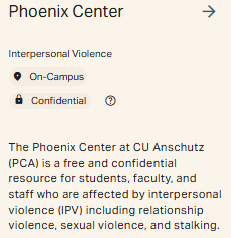 Phoenix Center
Interpersonal Violence
On-Campus
Confidential
The Phoenix Center at CU Anschutz
(PCA) is a free and confidential
resource for students, faculty, and
staff who are affected by interpersonal
violence (IPV) including relationship
violence, sexual violence, and stalking.